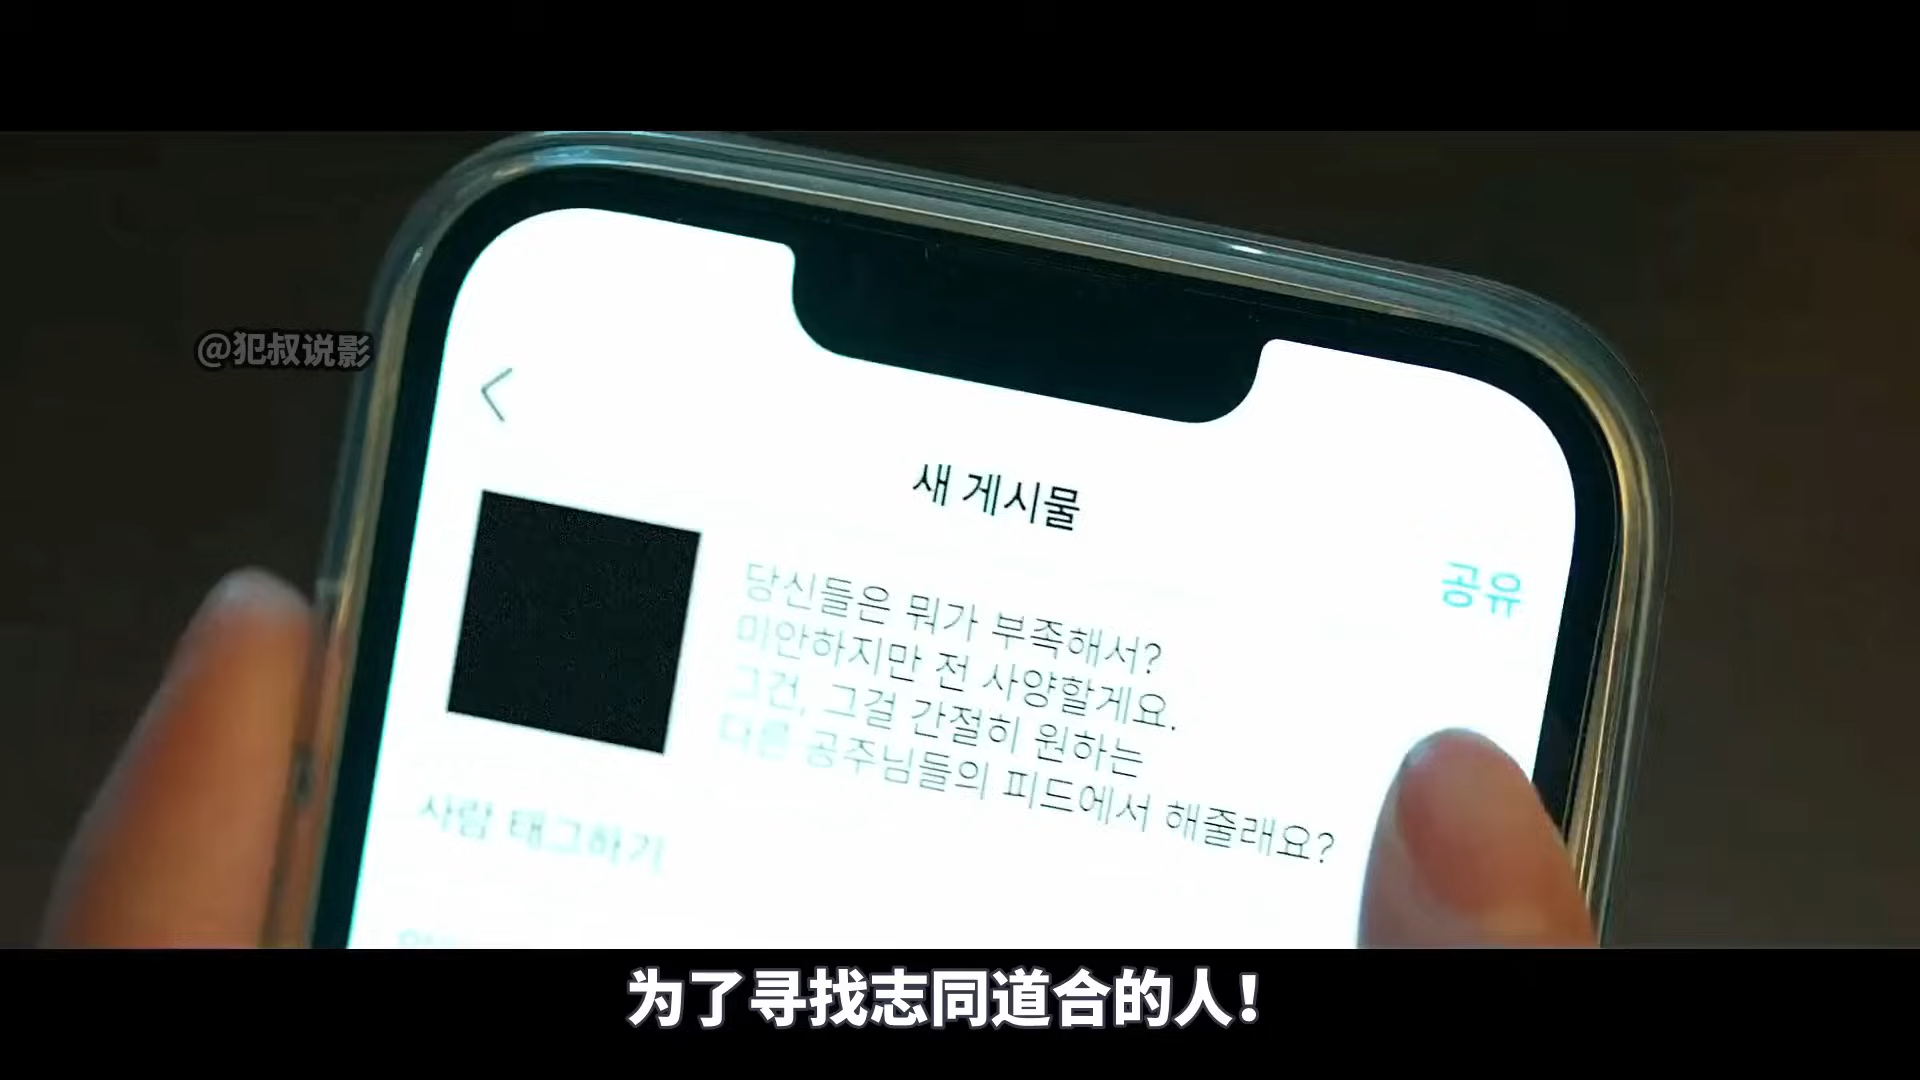 @犯叔说影
새 게시물
공유
당신들은 뭐가 부족해서?
미안하지만 전 사양할게요.
그건, 그걸 간절히 원하는
다른 공주님들의 피드에서 해줄래요?
사람 태그하기
为了寻找志同道合的人！